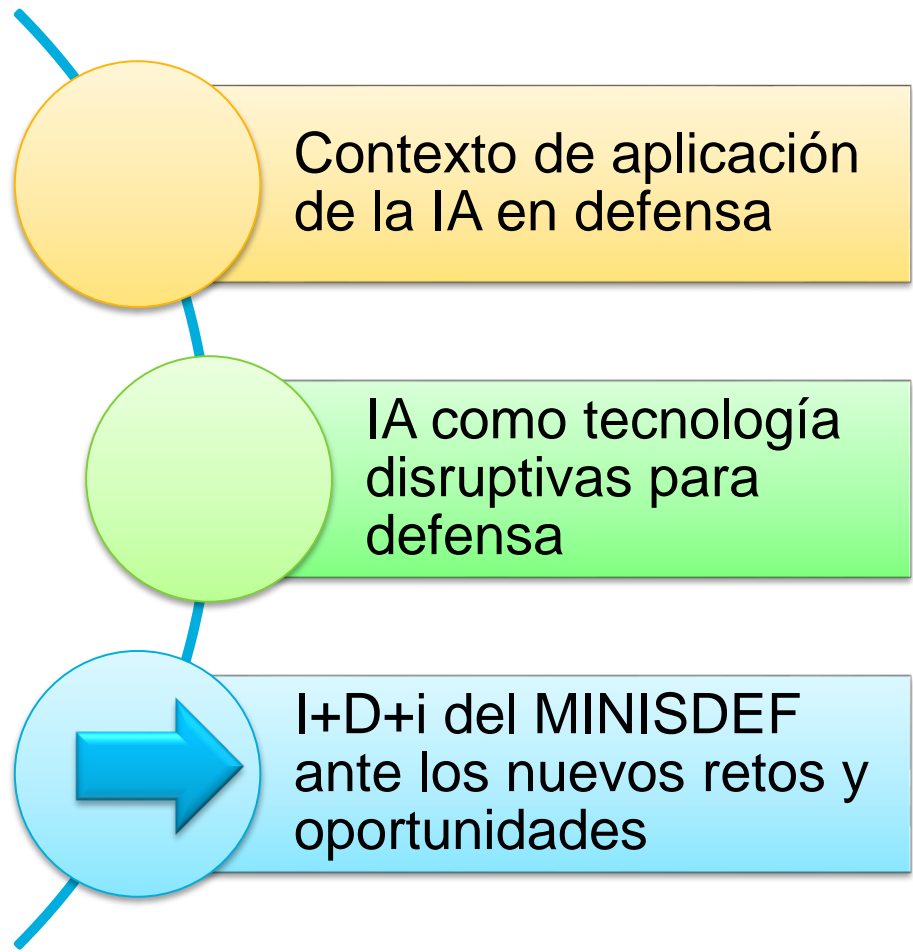 Contexto de aplicación
de la IA en defensa
IA como tecnología
disruptivas para
defensa
I+D+i del MINISDEF
ante los nuevos retos y
oportunidades